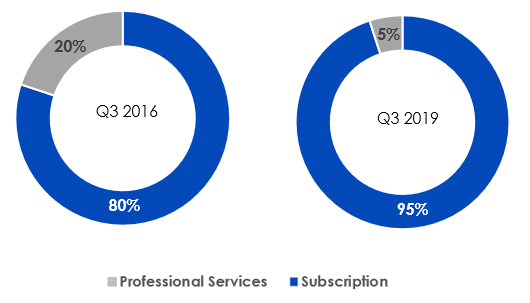 20%
Q3 2016
80%
5%
Q3 2019
95%
Professional Services
Subscription